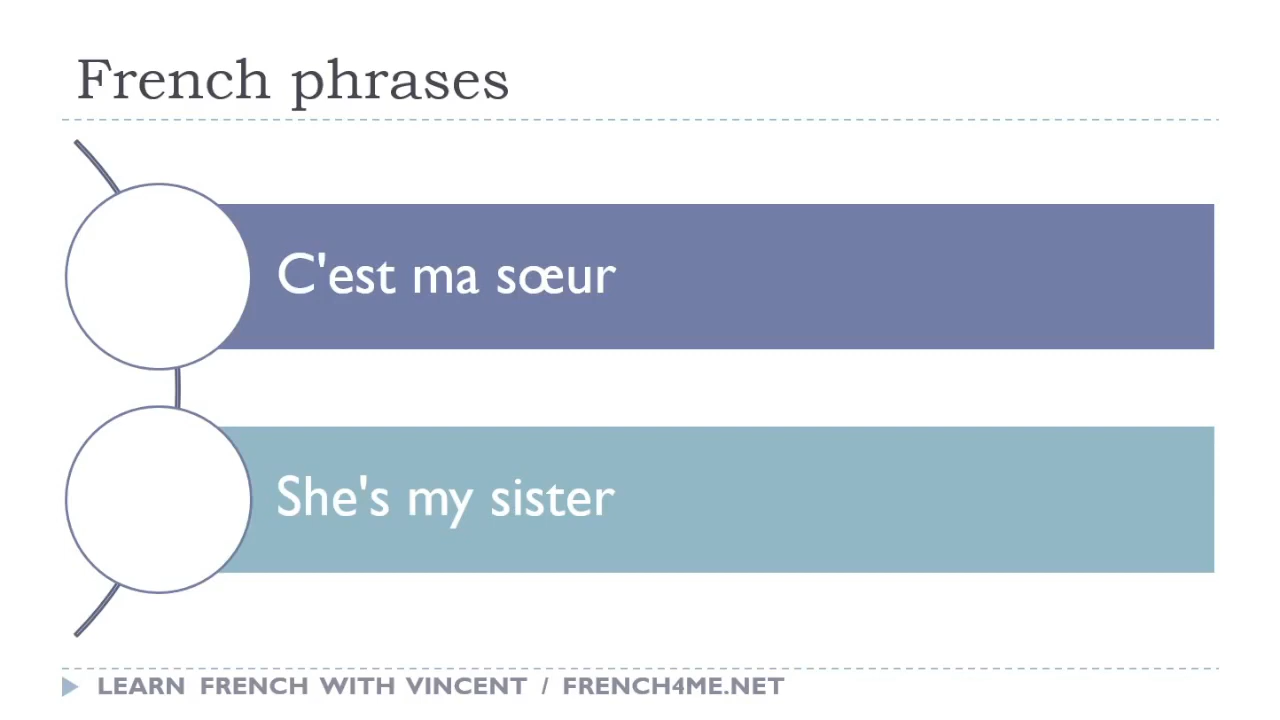 French phrases
C'est ma sœur
She's my sister
LEARN FRENCH WITH VINCENT / FRENCH4ME.NET